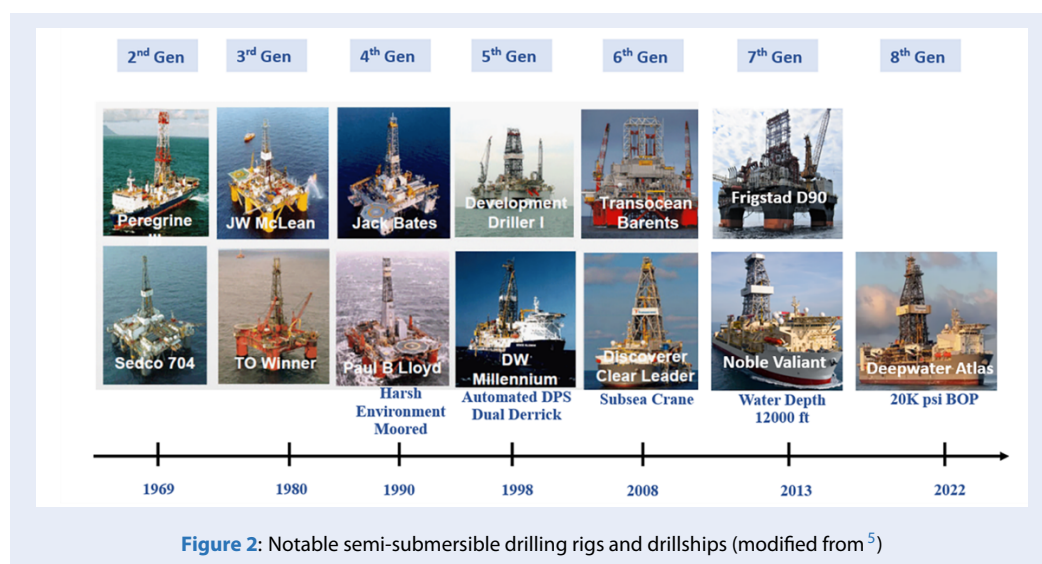 2nd Gen
3rd Gen
4th Gen
5th Gen
6th Gen
7th Gen
8th Gen
Peregrine
III
JW McLean
Jack Bates
Development
Driller I
Transocean
Barents
Frigstad D90
Sedco 704
TO Winner
Paul B Lloyd
DW
Millennium
Discoverer
Clear Leader
Noble Valiant
Deepwater Atlas
Harsh
Environment
Moored
Automated DPS
Dual Derrick
Subsea Crane
Water Depth
12000 ft
20K psi BOP
1969
1980
1990
1998
2008
2013
2022
Figure 2: Notable semi-submersible drilling rigs and drillships (modified from 5)